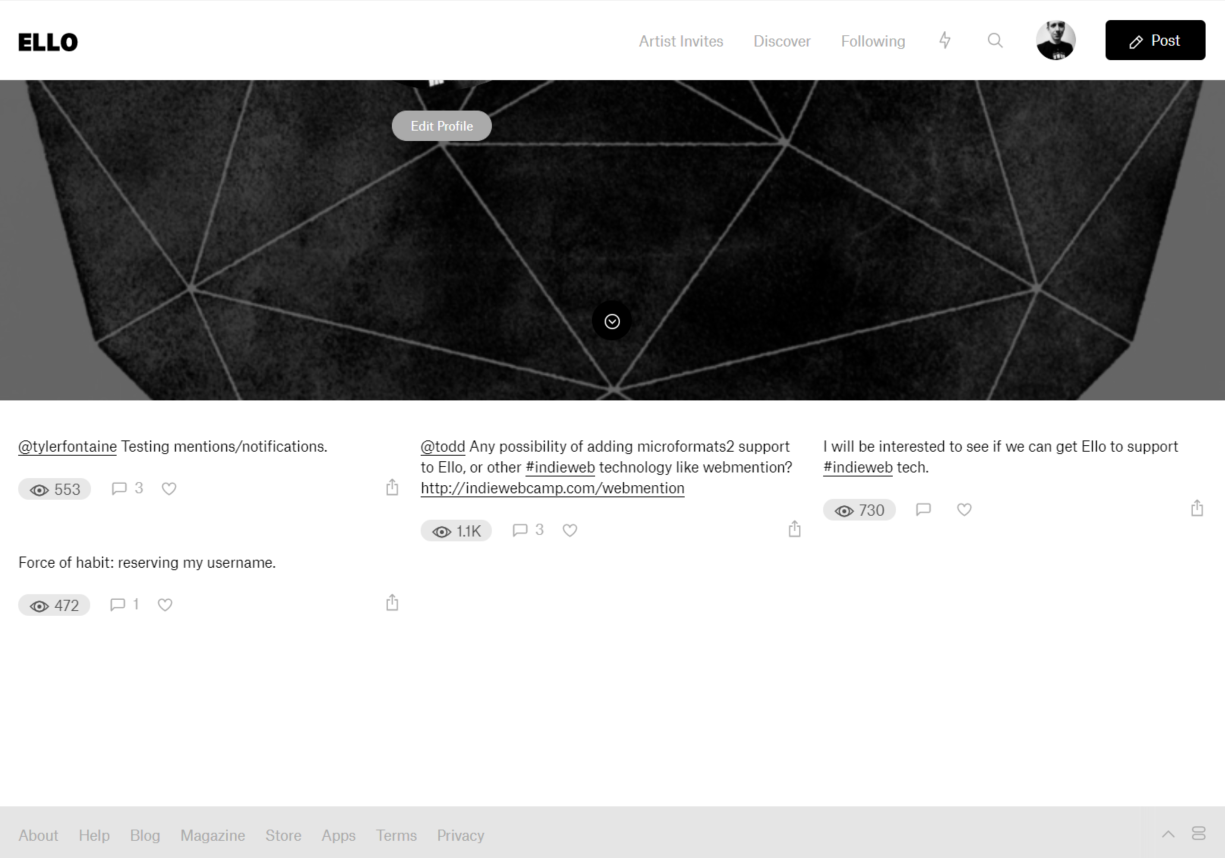 ELLO
Artist Invites
Discover
Following
Post
Edit Profile
@tylerfontaine Testing mentions/notifications.
553
3
@todd Any possibility of adding microformats2 support
to Ello, or other #indieweb technology like webmention?
http://indiewebcamp.com/webmention
1.1K
3
I will be interested to see if we can get Ello to support
#indieweb tech.
730
Force of habit: reserving my username.
472
1
About
Help
Blog
Magazine
Store
Apps
Terms
Privacy